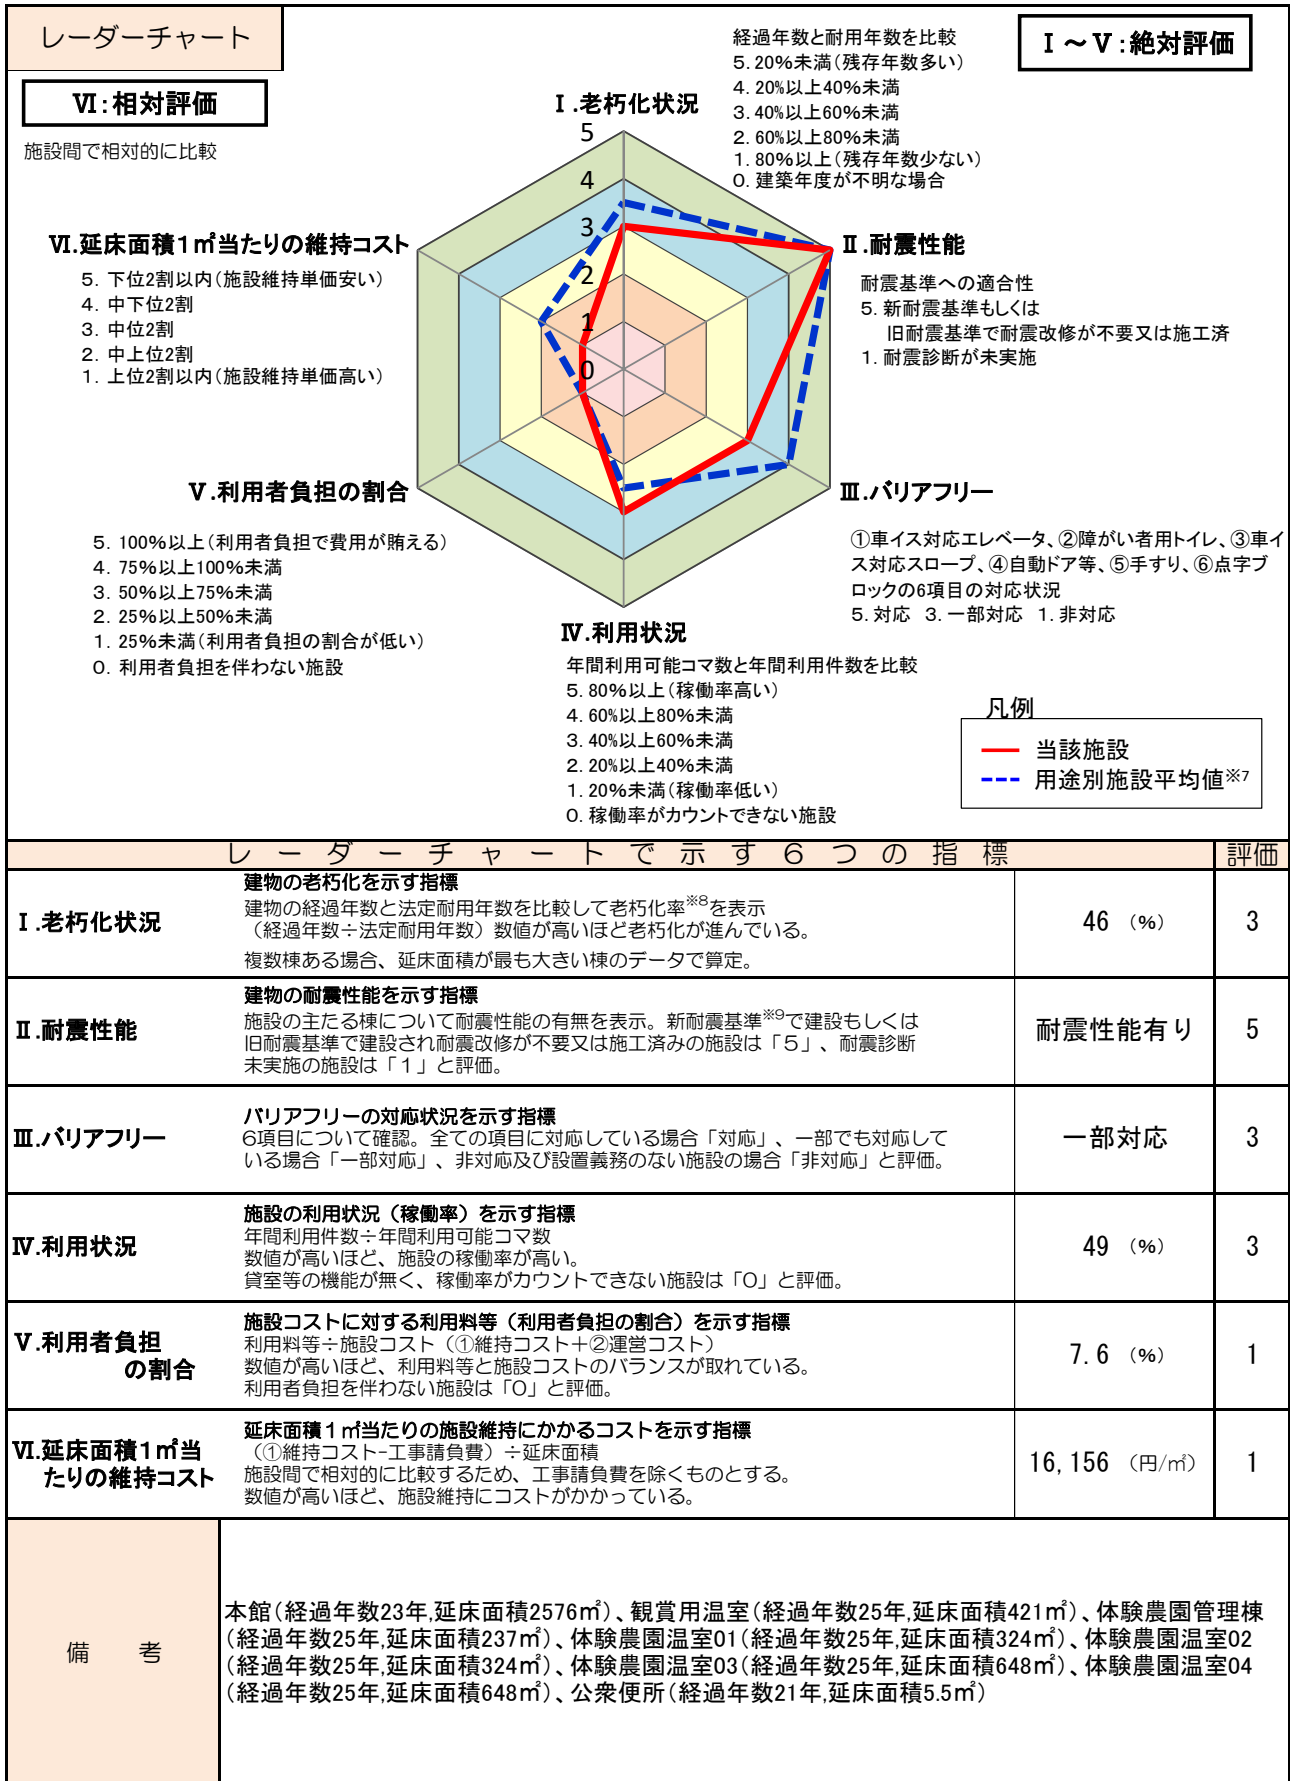 レーダーチャート
Ⅰ～Ⅴ:絶対評価
Ⅵ:相対評価
施設間で相対的に比較
Ⅰ.老朽化状況
経過年数と耐用年数を比較
5.20%未満(残存年数多い)
4.20%以上40%未満
3.40%以上60%未満
2.60%以上80%未満
1.80%以上(残存年数少ない)
0.建築年度が不明な場合
5
4
3
2
1
0
Ⅱ.耐震性能
耐震基準への適合性
5.新耐震基準もしくは
旧耐震基準で耐震改修が不要又は施工済
1.耐震診断が未実施
Ⅲ.バリアフリー
①車イス対応エレベータ、②障がい者用トイレ、③車イ
ス対応スロープ、④自動ドア等、⑤手すり、⑥点字ブ
ロックの6項目の対応状況
5.対応 3.一部対応 1.非対応
Ⅳ.利用状況
年間利用可能コマ数と年間利用件数を比較
5.80%以上(稼働率高い)
4.60%以上80%未満
3.40%以上60%未満
2.20%以上40%未満
1.20%未満(稼働率低い)
0.稼働率がカウントできない施設
Ⅴ.利用者負担の割合
5.100%以上(利用者負担で費用が賄える)
4.75%以上100%未満
3.50%以上75%未満
2.25%以上50%未満
1.25%未満(利用者負担の割合が低い)
0.利用者負担を伴わない施設
Ⅵ.延床面積1㎡当たりの維持コスト
5.下位2割以内(施設維持単価安い)
4.中下位2割
3.中位2割
2.中上位2割
1.上位2割以内(施設維持単価高い)
凡例
当該施設
用途別施設平均値※7
レーダーチャートで示す6つの指標 評価
Ⅰ.老朽化状況
建物の老朽化を示す指標
建物の経過年数と法定耐用年数を比較して老朽化率※8を表示
(経過年数÷法定耐用年数)数値が高いほど老朽化が進んでいる。
複数棟ある場合、延床面積が最も大きい棟のデータで算定。
46 (%) 3
Ⅱ.耐震性能
建物の耐震性能を示す指標
施設の主たる棟について耐震性能の有無を表示。新耐震基準※9で建設もしくは
旧耐震基準で建設され耐震改修が不要又は施工済みの施設は「5」、耐震診断
未実施の施設は「1」と評価。
耐震性能有り 5
Ⅲ.バリアフリー
バリアフリーの対応状況を示す指標
6項目について確認。全ての項目に対応している場合「対応」、一部でも対応して
いる場合「一部対応」、非対応及び設置義務のない施設の場合「非対応」と評価。
一部対応 3
Ⅳ.利用状況
施設の利用状況(稼働率)を示す指標
年間利用件数÷年間利用可能コマ数
数値が高いほど、施設の稼働率が高い。
貸室等の機能が無く、稼働率がカウントできない施設は「0」と評価。
49 (%) 3
Ⅴ.利用者負担
の割合
施設コストに対する利用料等(利用者負担の割合)を示す指標
利用料等÷施設コスト(①維持コスト+②運営コスト)
数値が高いほど、利用料等と施設コストのバランスが取れている。
利用者負担を伴わない施設は「0」と評価。
7.6 (%) 1
Ⅵ.延床面積1㎡当
たりの維持コスト
延床面積1㎡当たりの施設維持にかかるコストを示す指標
(①維持コスト-工事請負費)÷延床面積
施設間で相対的に比較するため、工事請負費を除くものとする。
数値が高いほど、施設維持にコストがかかっている。
16,156 (円/㎡) 1
備 考
本館(経過年数23年,延床面積2576㎡)、観賞用温室(経過年数25年,延床面積421㎡)、体験農園管理棟
(経過年数25年,延床面積237㎡)、体験農園温室01(経過年数25年,延床面積324㎡)、体験農園温室02
(経過年数25年,延床面積324㎡)、体験農園温室03(経過年数25年,延床面積648㎡)、体験農園温室04
(経過年数25年,延床面積648㎡)、公衆便所(経過年数21年,延床面積5.5㎡)